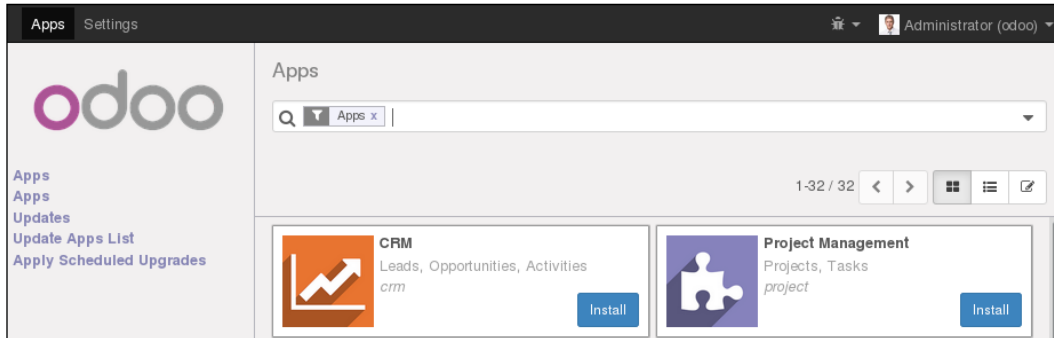 Apps Settings Administrator (odoo)
odoo
Apps
Apps x
Apps
Apps
Updates
Update Apps List
Apply Scheduled Upgrades
1-32 / 32
CRM
Leads, Opportunities, Activities
crm
Install
Project Management
Projects, Tasks
project
Install